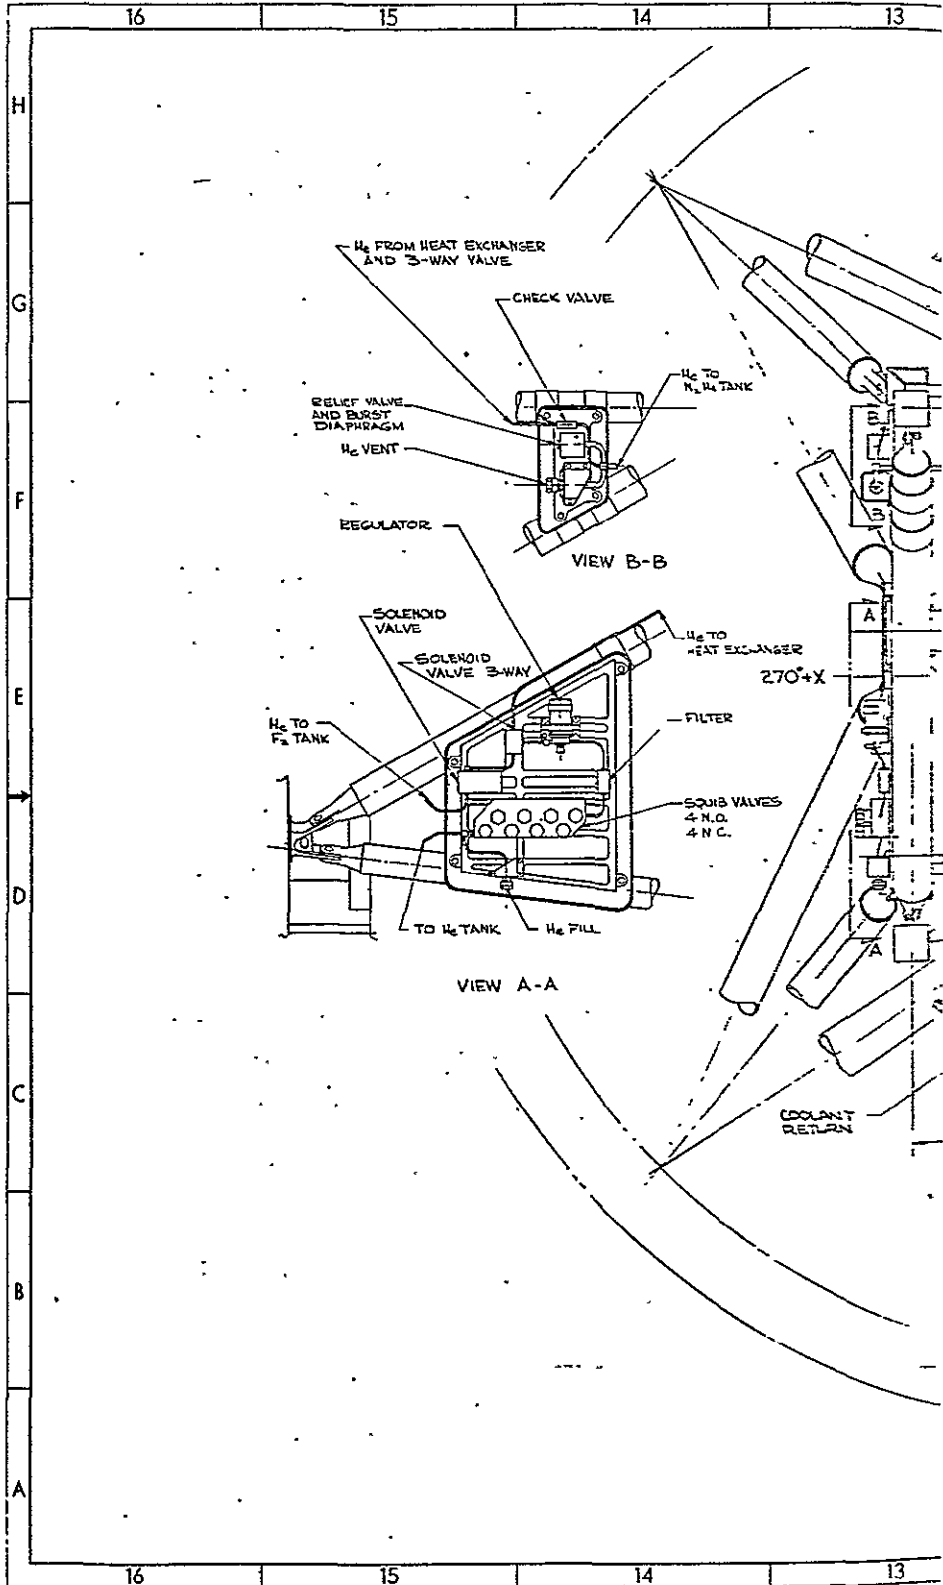 16 15 14 13
H
G
F
E
D
C
B
A
He FROM HEAT EXCHANGER
AND 3-WAY VALVE
CHECK VALVE
He TO
N2 H4 TANK
RELIEF VALVE
AND BURST
DIAPHRAGM
He VENT
VIEW B-B
REGULATOR
SOLENOID
VALVE
SOLENOID
VALVE 3-WAY
He TO
HEAT EXCHANGER
He TO
F2 TANK
FILTER
SQUIB VALVES
4 N.O.
4 N C.
TO He TANK
He FILL
VIEW A-A
A
270°+X
A
COOLANT
RETURN
16 15 14 13